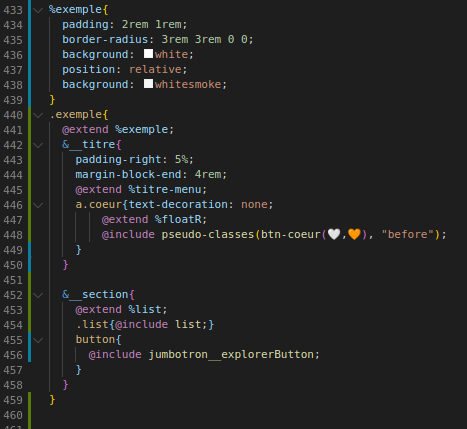 433 %exemple{
434 padding: 2rem 1rem;
435 border-radius: 3rem 3rem 0 0;
436 background: white;
437 position: relative;
438 background: whitesmoke;
439 }
440 .exemple{
441 @extend %exemple;
442 &__titre{
443 padding-right: 5%;
444 margin-block-end: 4rem;
445 @extend %titre-menu;
446 a.coeur{text-decoration: none;
447 @extend %floatR;
448 @include pseudo-classes(btn-coeur(🤍,🧡), "before");
449 }
450 }
451
452 &__section{
453 @extend %list;
454 .list{@include list;}
455 button{
456 @include jumbotron__explorerButton;
457 }
458 }
459 }
460